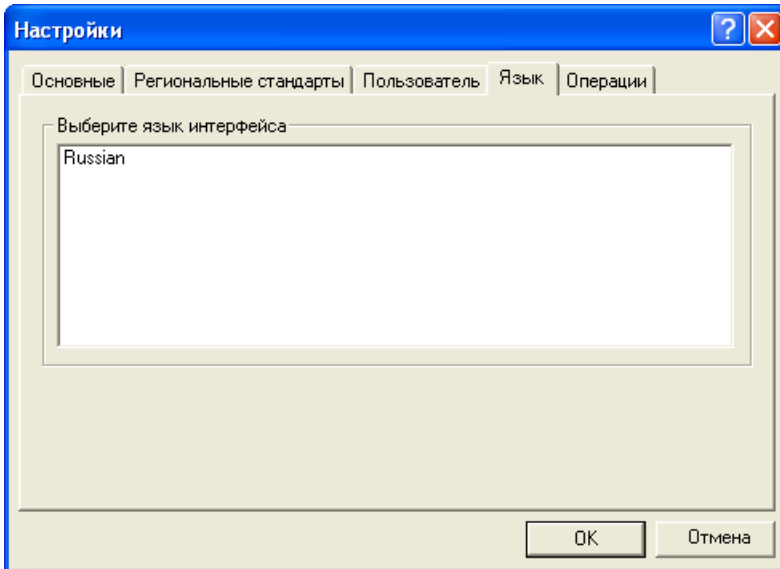 Настройки
Основные Региональные стандарты Пользователь Язык Операции
Выберите язык интерфейса
Russian
OK Отмена